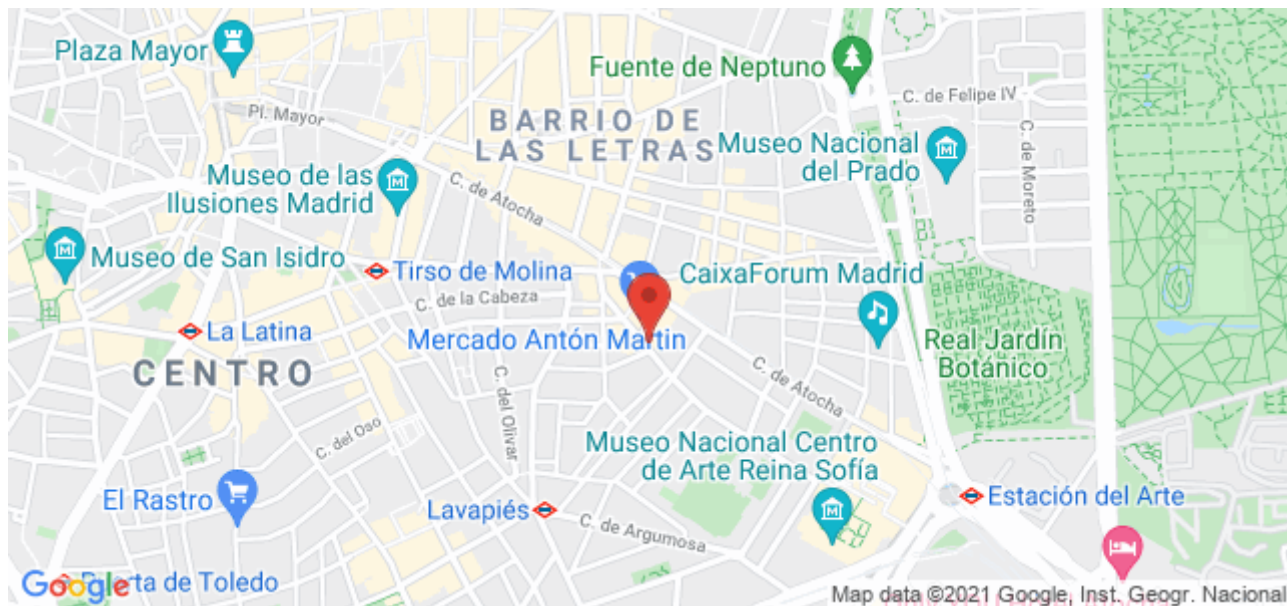 Plaza Mayor
Fuente de Neptuno
C. de Felipe IV
Pl. Mayor
BARRIO DE
LAS LETRAS
C. de Moreto
Museo Nacional
del Prado
Museo de las
Ilusiones Madrid
C. de Atocha
Museo de San Isidro
Tirso de Molina
CaixaForum Madrid
C. de la Cabeza
La Latina
Mercado Antón Martín
Real Jardín
Botánico
CENTRO
C. de Atocha
C. del Olivar
C. del Oso
Museo Nacional Centro
de Arte Reina Sofía
El Rastro
Lavapiés
Estación del Arte
C. de Argumosa
Google
rta de Toledo
Map data ©2021 Google, Inst. Geogr. Nacional